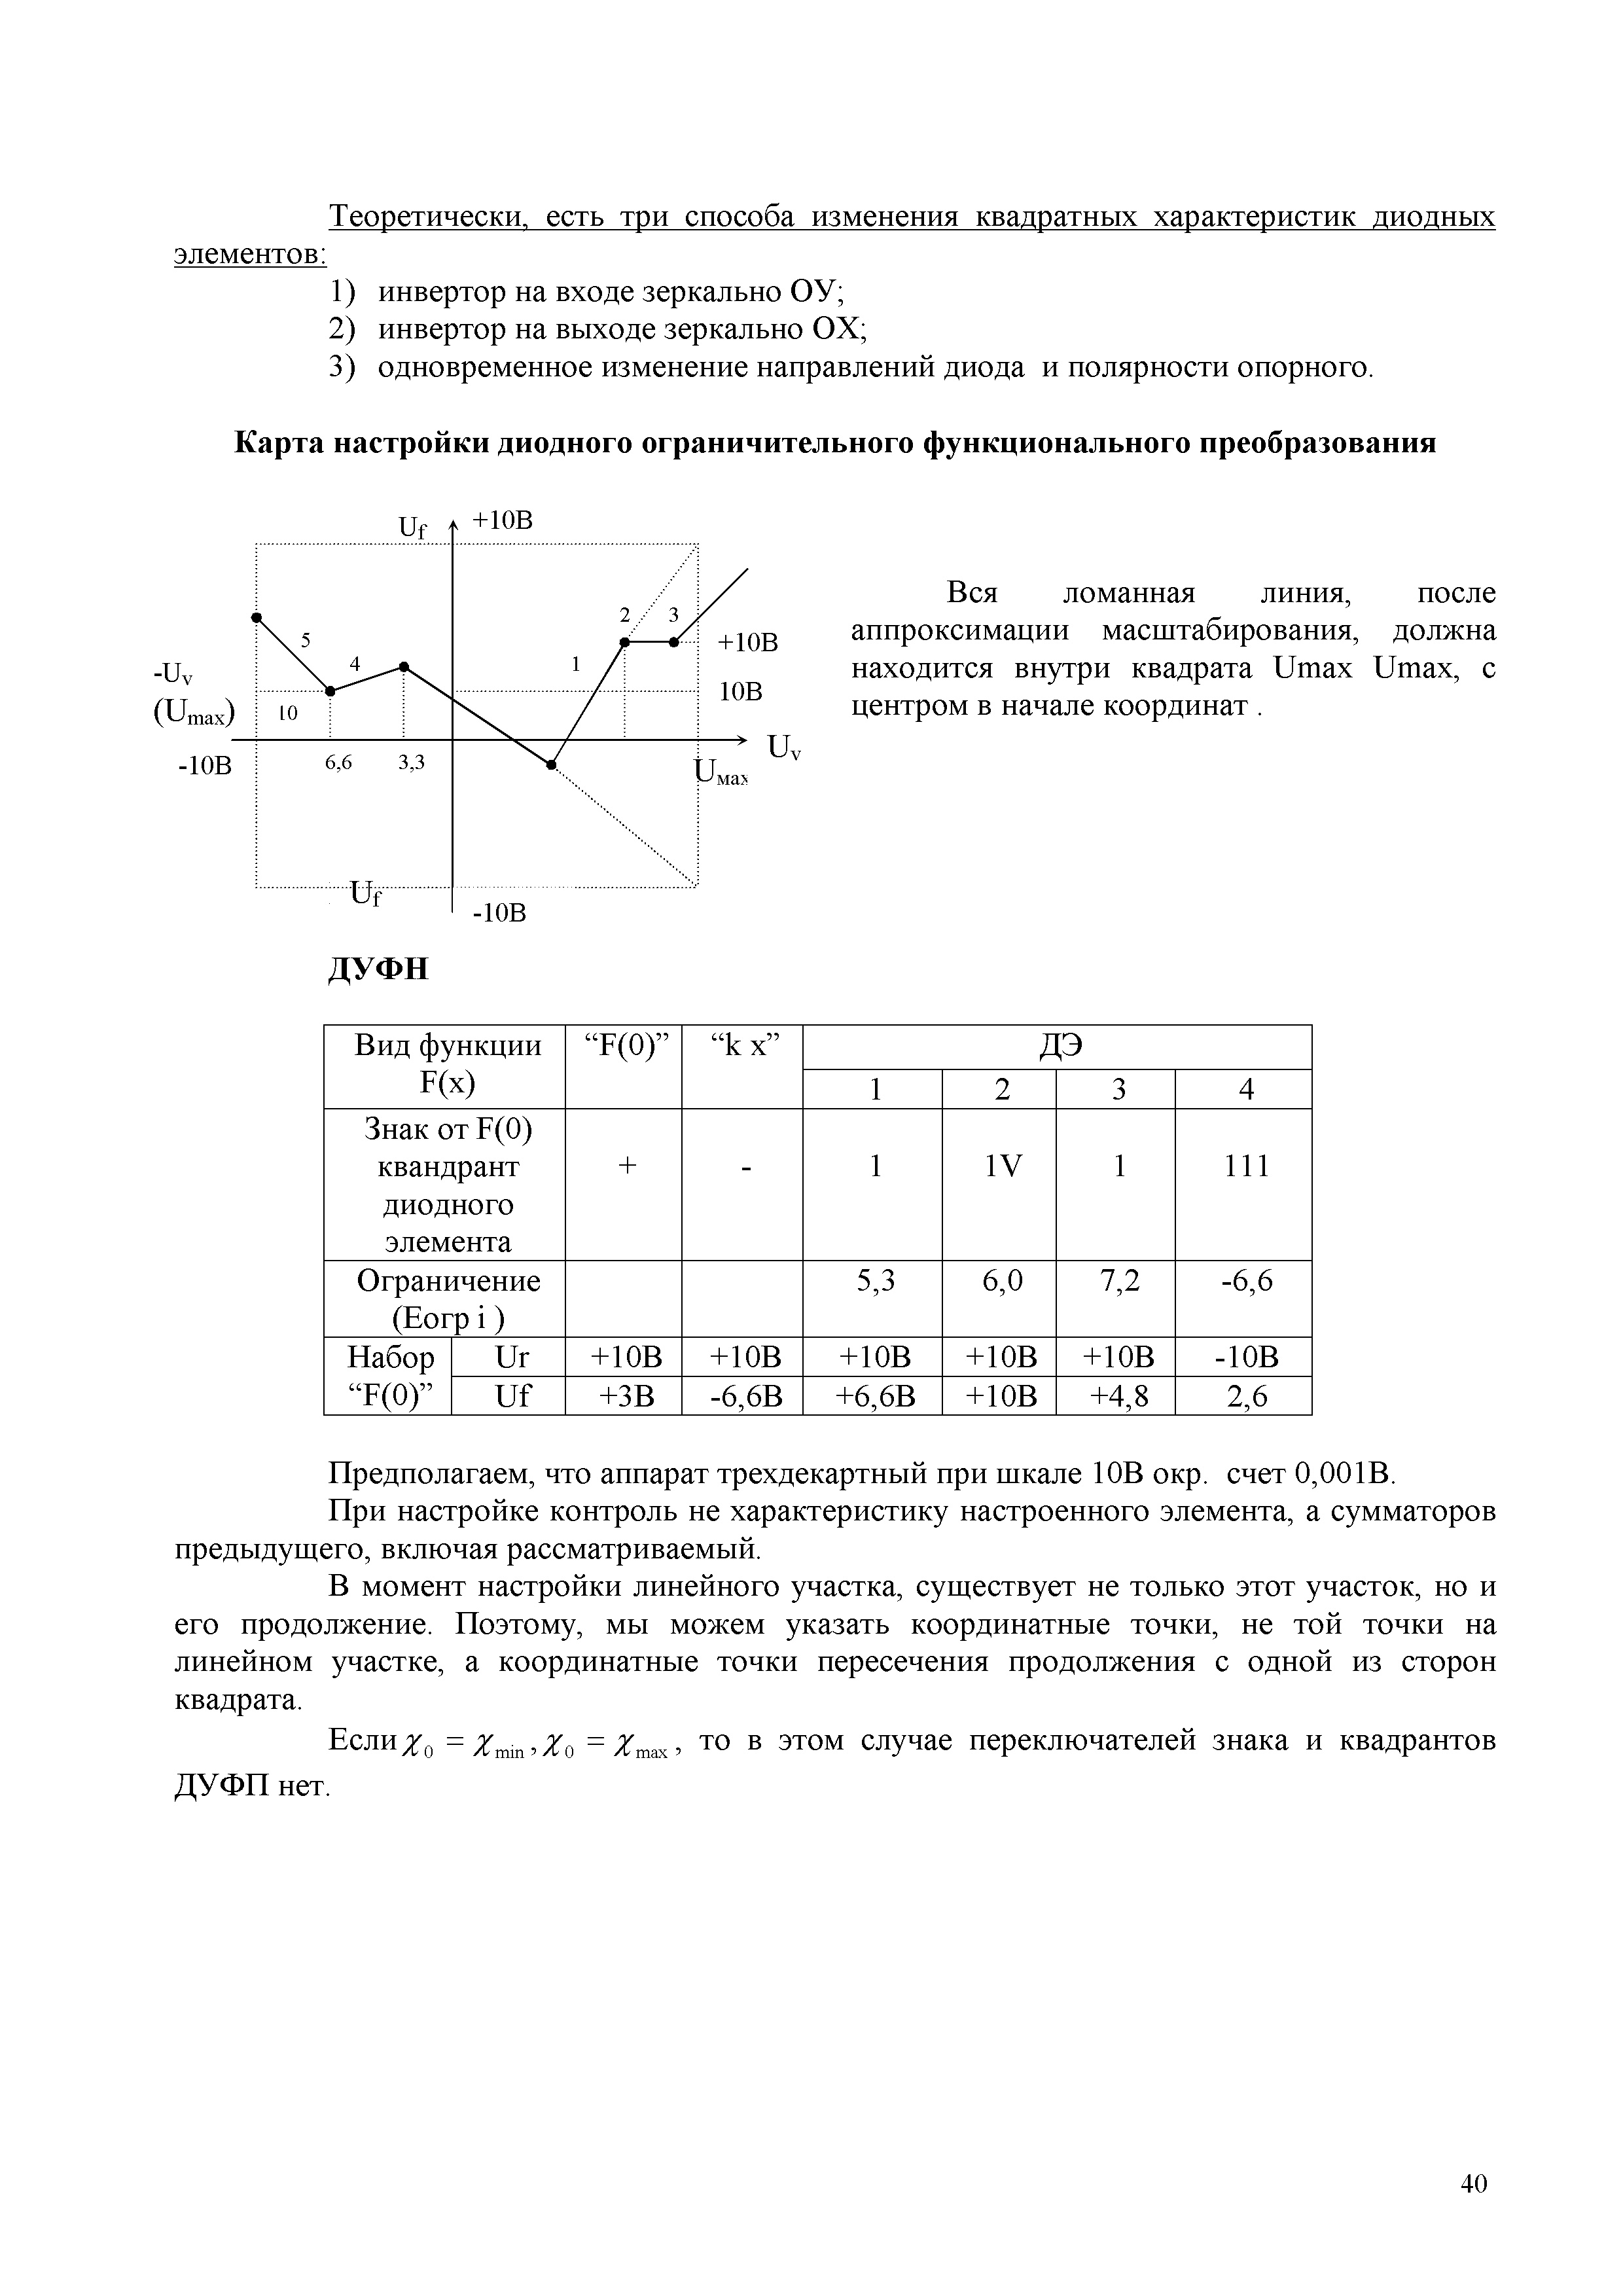 Теоретически, есть три способа изменения квадратных характеристик диодных
элементов:
1) инвертор на входе зеркально ОУ;
2) инвертор на выходе зеркально ОХ;
3) одновременное изменение направлений диода и полярности опорного.
Карта настройки диодного ограничительного функционального преобразования
Uf +10В
2 3
5
+10В
4 1
-Uv
10В
(Umax) 10
Uv
-10В 6,6 3,3
Uмах
Uf
-10В
Вся ломанная линия, после
аппроксимации масштабирования, должна
находится внутри квадрата Umax Umax, с
центром в начале координат .
ДУФН
Вид функции “F(0)” “k x” ДЭ
F(x) 1 2 3 4
Знак от F(0)
квандрант + - 1 1V 1 111
диодного
элемента
Ограничение 5,3 6,0 7,2 -6,6
(Еогр i )
Набор Ur +10В +10В +10В +10В +10В -10В
“F(0)” Uf +3В -6,6В +6,6В +10В +4,8 2,6
Предполагаем, что аппарат трехдекартный при шкале 10В окр. счет 0,001В.
При настройке контроль не характеристику настроенного элемента, а сумматоров
предыдущего, включая рассматриваемый.
В момент настройки линейного участка, существует не только этот участок, но и
его продолжение. Поэтому, мы можем указать координатные точки, не той точки на
линейном участке, а координатные точки пересечения продолжения с одной из сторон
квадрата.
Если χ0 = χmin , χ0 = χmax , то в этом случае переключателей знака и квадрантов
ДУФП нет.
40